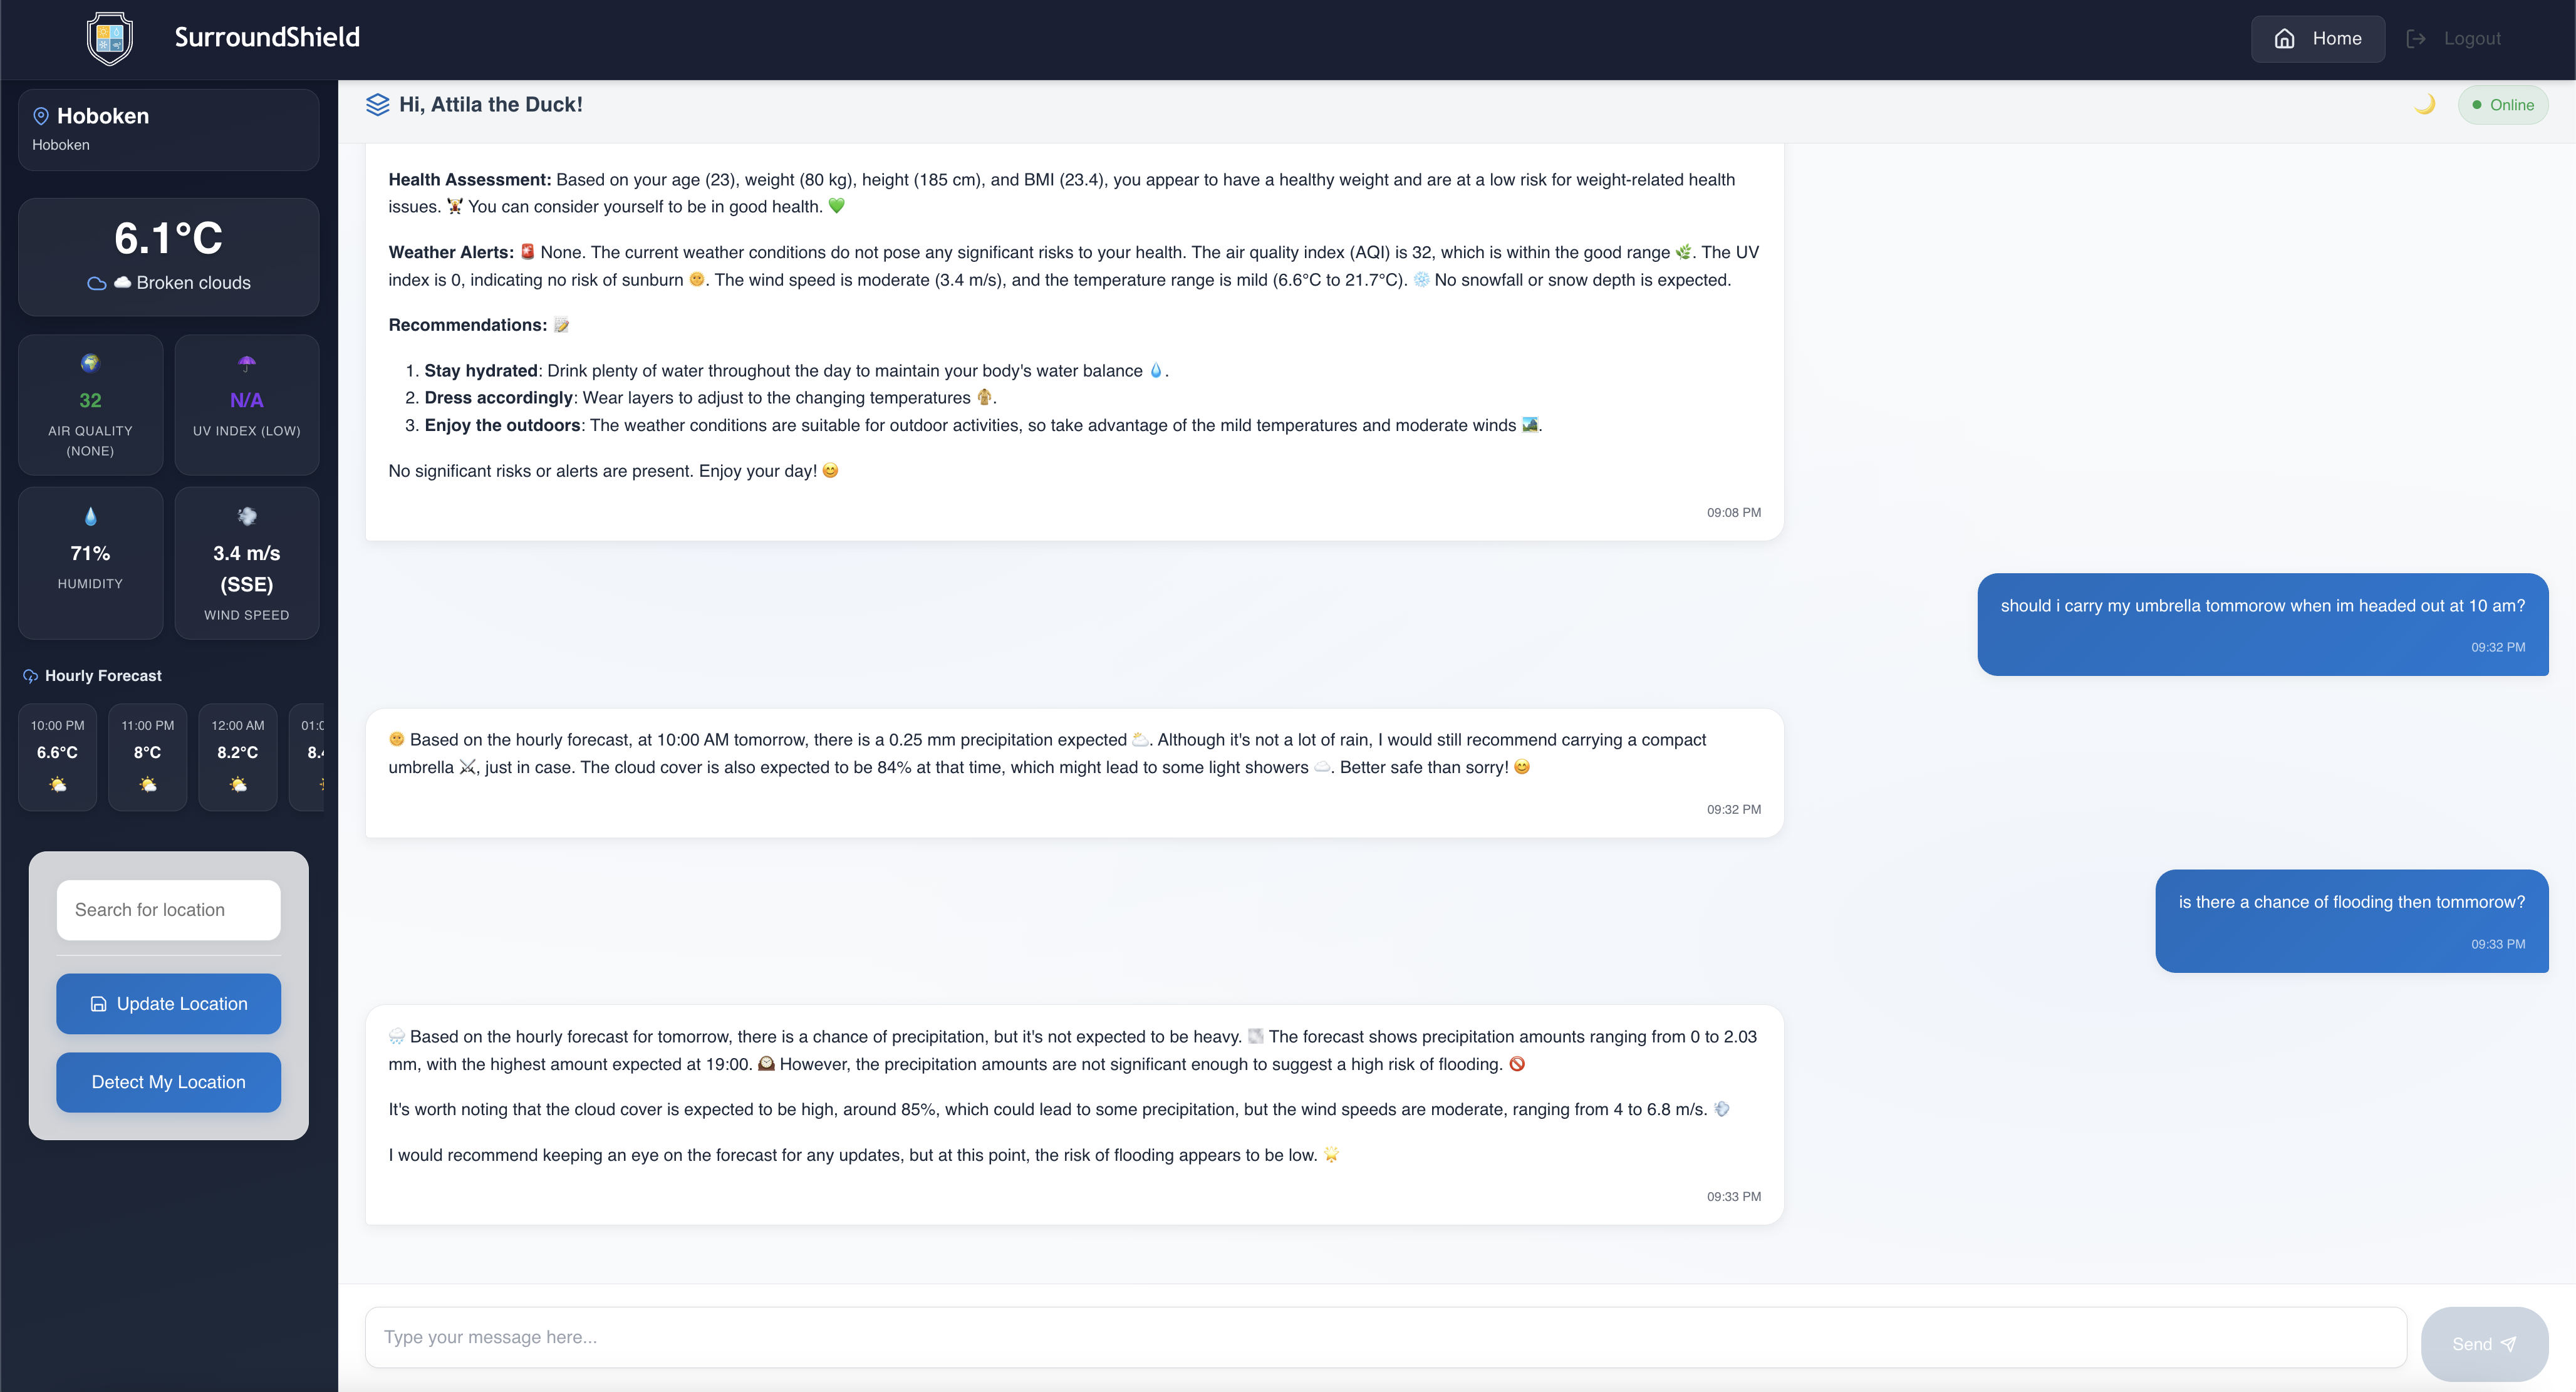 SurroundShield
Home
Logout
Hoboken
Hoboken
6.1°C
☁️ Broken clouds
32
AIR QUALITY
(NONE)
N/A
UV INDEX (LOW)
71%
HUMIDITY
3.4 m/s
(SSE)
WIND SPEED
Hourly Forecast
10:00 PM
6.6°C
11:00 PM
8°C
12:00 AM
8.2°C
Search for location
Update Location
Detect My Location
Hi, Attila the Duck!
Online
Health Assessment: Based on your age (23), weight (80 kg), height (185 cm), and BMI (23.4), you appear to have a healthy weight and are at a low risk for weight-related health
issues. 🏋️ You can consider yourself to be in good health. 💚
Weather Alerts: 🚨 None. The current weather conditions do not pose any significant risks to your health. The air quality index (AQI) is 32, which is within the good range 🌿. The UV
index is 0, indicating no risk of sunburn 🌞. The wind speed is moderate (3.4 m/s), and the temperature range is mild (6.6°C to 21.7°C). ❄️ No snowfall or snow depth is expected.
Recommendations: 📝
1. Stay hydrated: Drink plenty of water throughout the day to maintain your body's water balance 💧.
2. Dress accordingly: Wear layers to adjust to the changing temperatures 🧥.
3. Enjoy the outdoors: The weather conditions are suitable for outdoor activities, so take advantage of the mild temperatures and moderate winds 🏞️.
No significant risks or alerts are present. Enjoy your day! 😊
09:08 PM
should i carry my umbrella tommorow when im headed out at 10 am?
09:32 PM
🌞 Based on the hourly forecast, at 10:00 AM tomorrow, there is a 0.25 mm precipitation expected 🌥️. Although it's not a lot of rain, I would still recommend carrying a compact
umbrella ⚔️, just in case. The cloud cover is also expected to be 84% at that time, which might lead to some light showers ☁️. Better safe than sorry! 😊
09:32 PM
is there a chance of flooding then tommorow?
09:33 PM
🌧️ Based on the hourly forecast for tomorrow, there is a chance of precipitation, but it's not expected to be heavy. 🌫️ The forecast shows precipitation amounts ranging from 0 to 2.03
mm, with the highest amount expected at 19:00. 🕰️ However, the precipitation amounts are not significant enough to suggest a high risk of flooding. 🚫
It's worth noting that the cloud cover is expected to be high, around 85%, which could lead to some precipitation, but the wind speeds are moderate, ranging from 4 to 6.8 m/s. 💨
I would recommend keeping an eye on the forecast for any updates, but at this point, the risk of flooding appears to be low. 🌟
09:33 PM
Type your message here...
Send